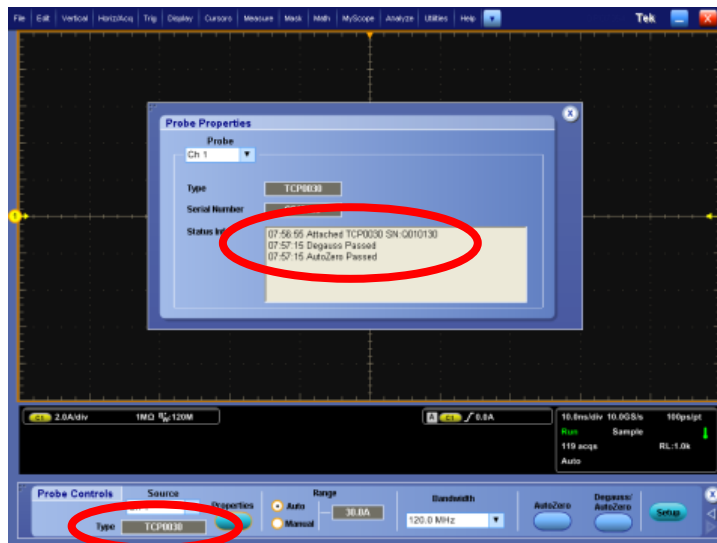 File Edit Vertical Horiz/Acq Trig Display Cursors Measure Mask Math MyScope Analyze Utilities Help Tek
Probe Properties
Probe
Ch 1
Type TCP0030
Serial Number
Status
07:56:55 Attached TCP0030 SN:Q010130
07:57:15 Degauss Passed
07:57:15 AutoZero Passed
C1 2.0A/div 1MΩ 120M
A C1 0.0A
10.0ns/div 10.0GS/s 100ps/pt
Run Sample
119 acqs RL:1.0k
Auto
Probe Controls
Source
Type TCP0030
Properties
Range
Auto
Manual
30.0A
Bandwidth
120.0 MHz
AutoZero
Degauss/
AutoZero
Setup